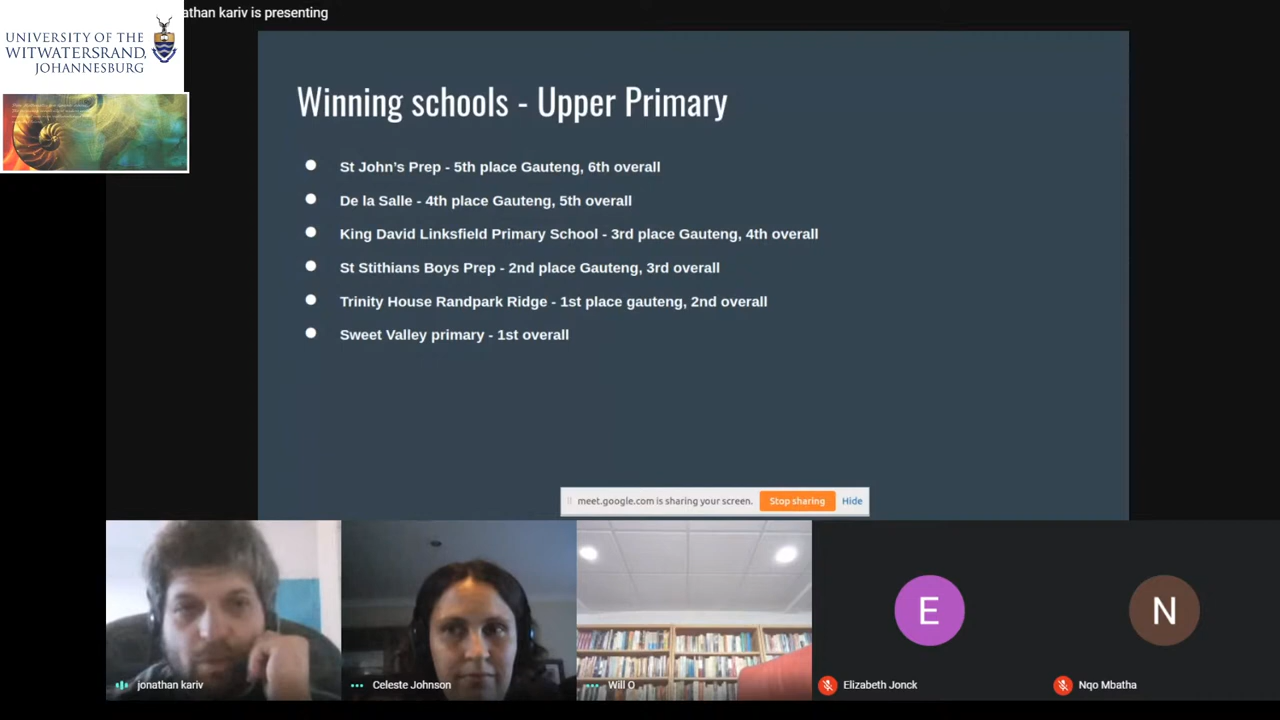 athan kariv is presenting
UNIVERSITY OF THE
WITWATERSRAND,
JOHANNESBURG
Winning schools - Upper Primary
St John's Prep - 5th place Gauteng, 6th overall
De la Salle - 4th place Gauteng, 5th overall
King David Linksfield Primary School - 3rd place Gauteng, 4th overall
St Stithians Boys Prep - 2nd place Gauteng, 3rd overall
Trinity House Randpark Ridge - 1st place gauteng, 2nd overall
Sweet Valley primary - 1st overall
meet.google.com is sharing your screen. Stop sharing Hide
E
N
jonathan kariv
Celeste Johnson
Will O
Elizabeth Jonck
Nqo Mbatha